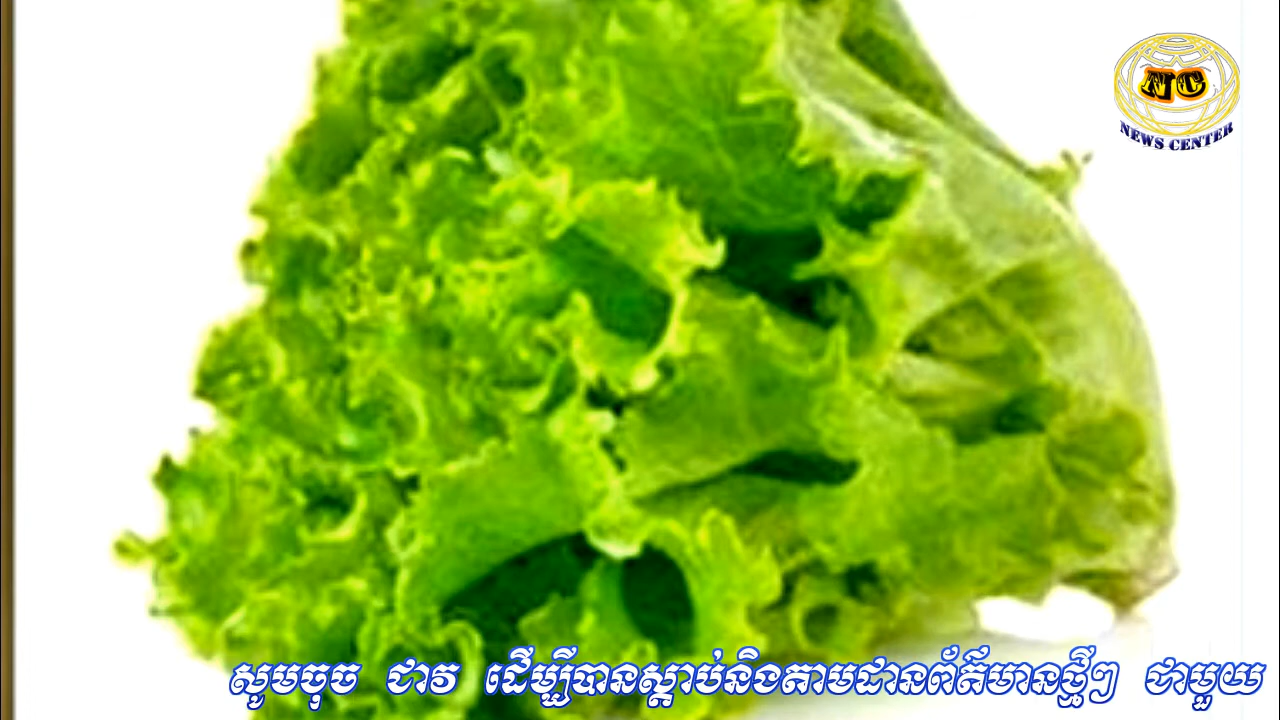 NC
NEWS CENTER
សូមចុច ជាវ ដើម្បីបានស្តាប់និងតាមដានព័ត៌មានថ្មីៗ ជាមួយ